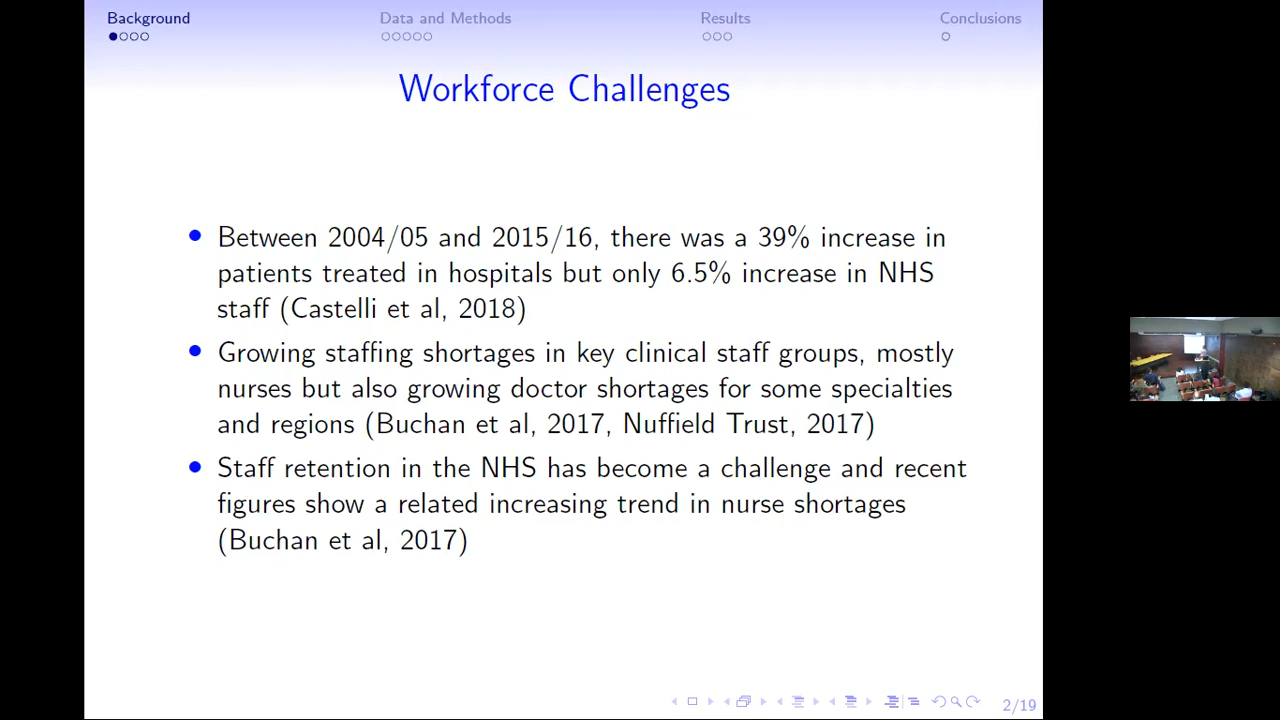 Background Data and Methods Results Conclusions
Workforce Challenges
Between 2004/05 and 2015/16, there was a 39% increase in
patients treated in hospitals but only 6.5% increase in NHS
staff (Castelli et al, 2018)
Growing staffing shortages in key clinical staff groups, mostly
nurses but also growing doctor shortages for some specialties
and regions (Buchan et al, 2017, Nuffield Trust, 2017)
Staff retention in the NHS has become a challenge and recent
figures show a related increasing trend in nurse shortages
(Buchan et al, 2017)
2/19